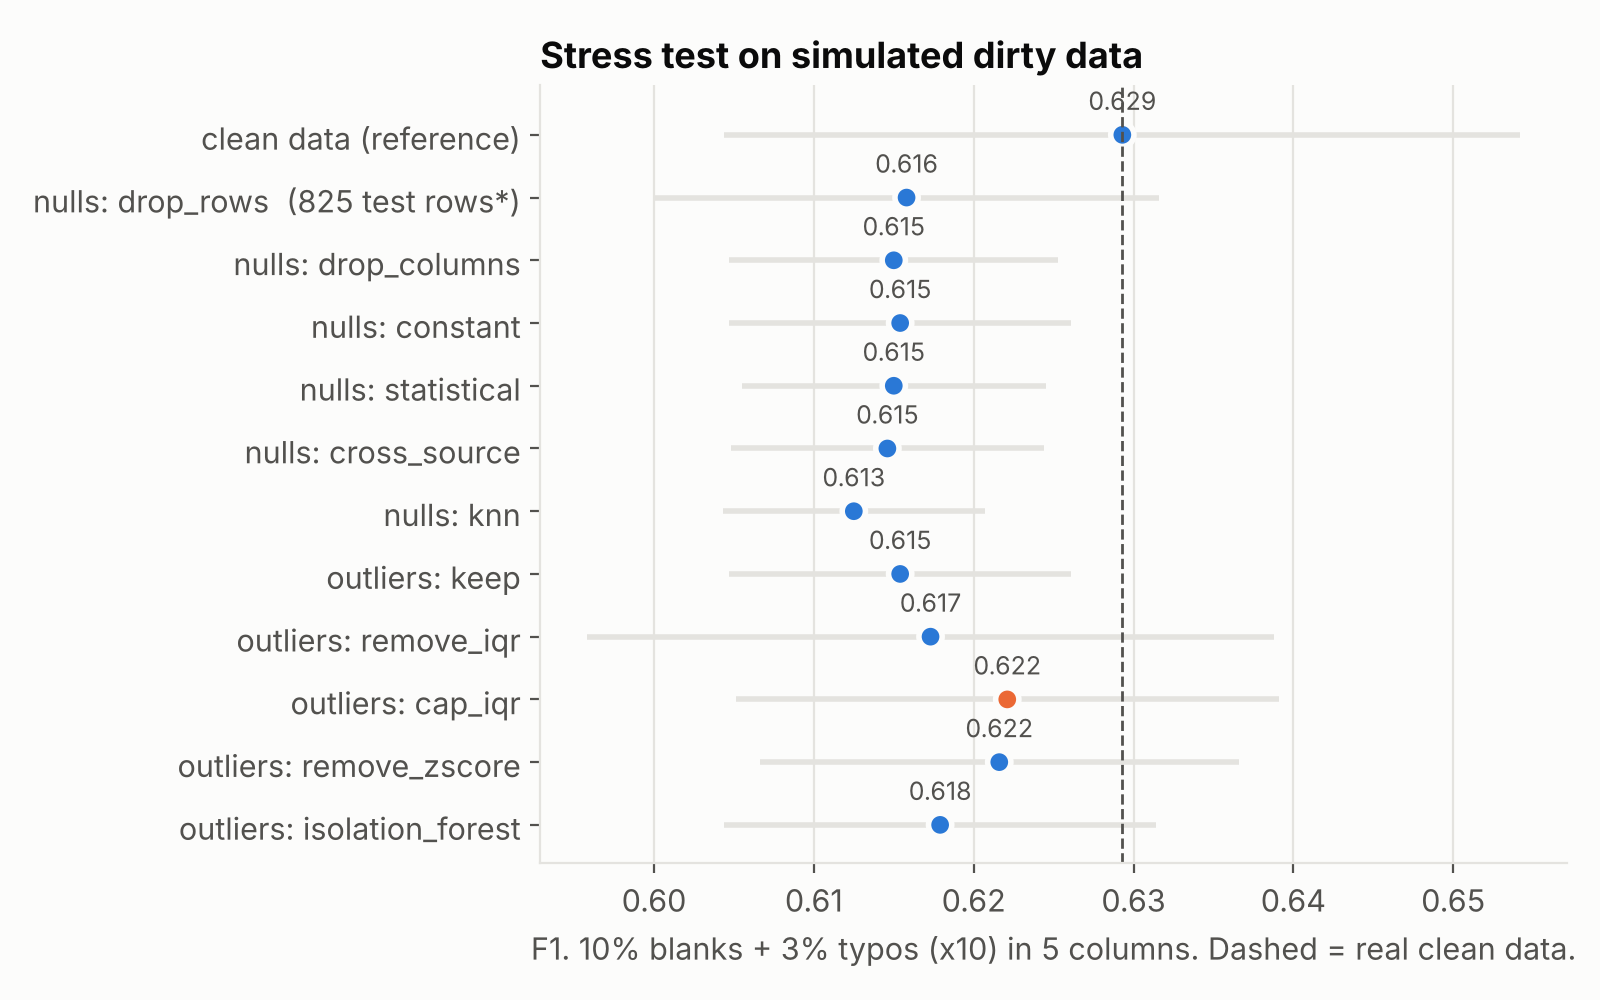 Stress test on simulated dirty data
0.629
clean data (reference)
0.616
nulls: drop_rows  (825 test rows*)
0.615
nulls: drop_columns
0.615
nulls: constant
0.615
nulls: statistical
0.615
nulls: cross_source
0.613
nulls: knn
0.615
outliers: keep
0.617
outliers: remove_iqr
0.622
outliers: cap_iqr
0.622
outliers: remove_zscore
0.618
outliers: isolation_forest
0.60 0.61 0.62 0.63 0.64 0.65
F1. 10% blanks + 3% typos (x10) in 5 columns. Dashed = real clean data.